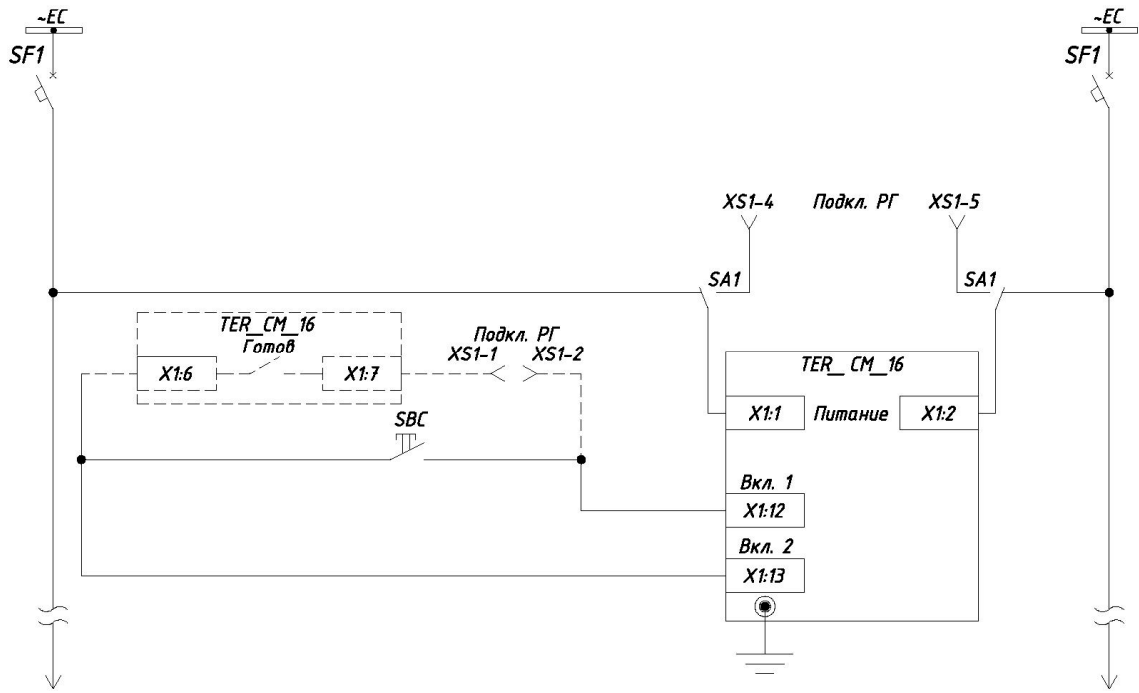 ~ЕС
~ЕС
SF1
SF1
XS1-4
Подкл. РГ
XS1-5
SA1
SA1
TER_CM_16
Готов
Подкл. РГ
XS1-1
XS1-2
X1:6
X1:7
TER_ CM_16
SBC
X1:1
Питание
X1:2
Вкл. 1
X1:12
Вкл. 2
X1:13